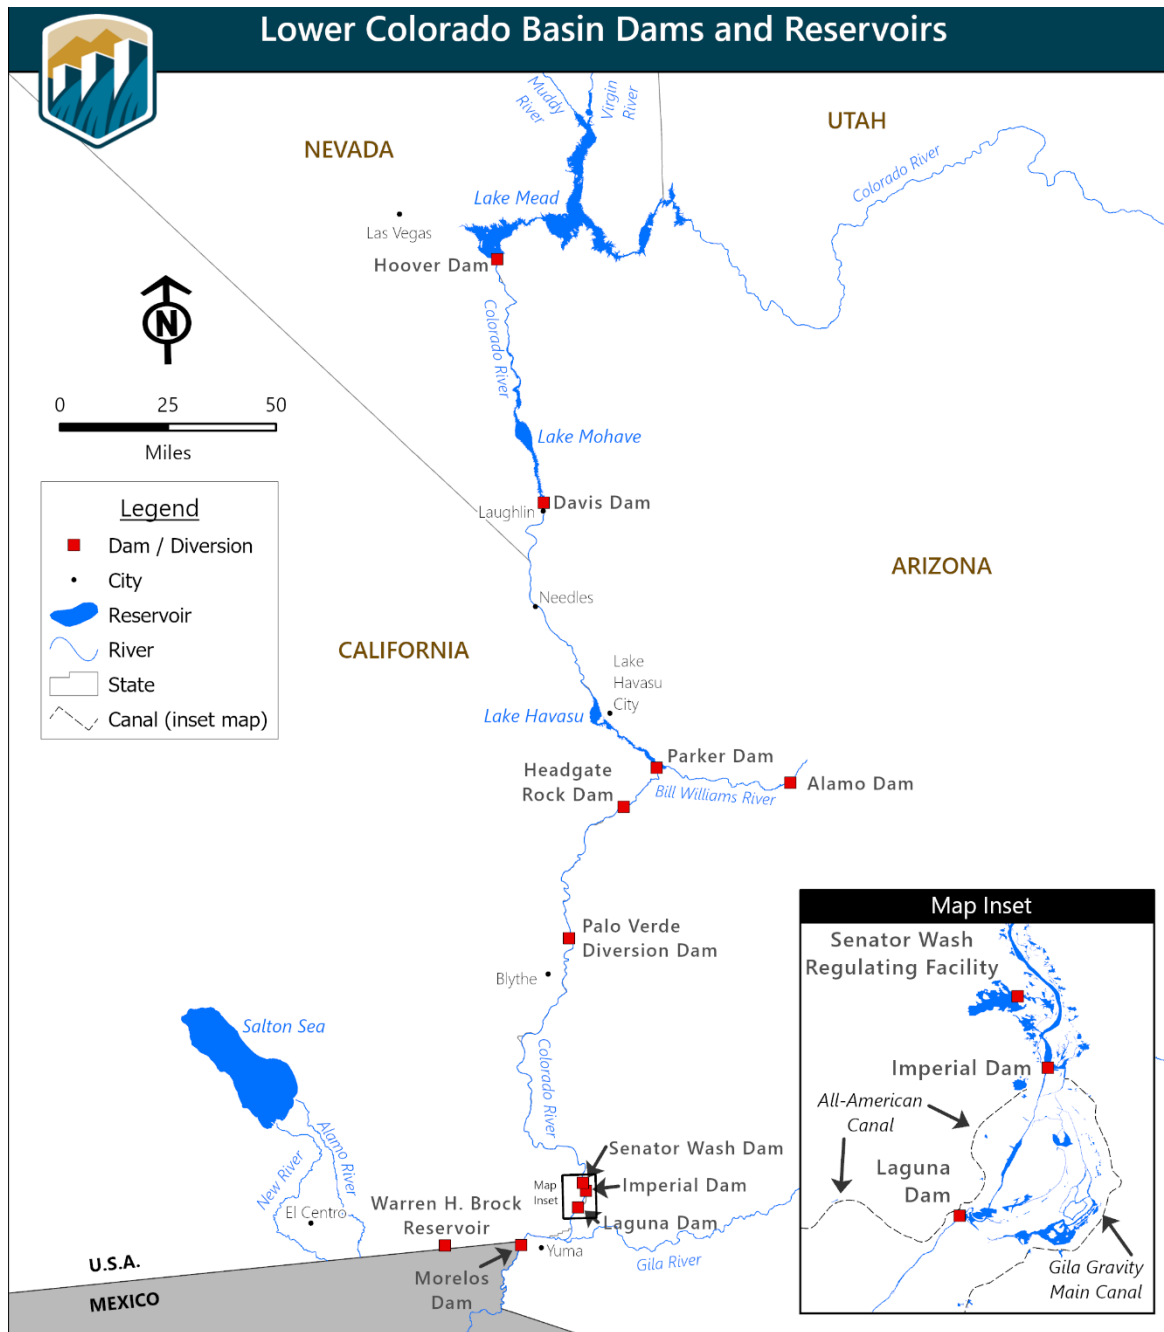 Lower Colorado Basin Dams and Reservoirs
Muddy
River
Virgin
River
UTAH
NEVADA
Colorado River
Lake Mead
Las Vegas
Hoover Dam
N
Colorado River
0 25 50
Miles
Lake Mohave
Legend
Dam / Diversion
City
Reservoir
River
State
Canal (inset map)
Laughlin
Davis Dam
ARIZONA
Needles
CALIFORNIA
Lake
Havasu
City
Lake Havasu
Parker Dam
Headgate
Rock Dam
Bill Williams River
Alamo Dam
Palo Verde
Diversion Dam
Blythe
Salton Sea
Colorado River
Alamo River
New River
El Centro
Senator Wash Dam
Map
Inset
Imperial Dam
Laguna Dam
Warren H. Brock
Reservoir
Yuma
Gila River
Morelos
Dam
U.S.A.
MEXICO
Map Inset
Senator Wash
Regulating Facility
Imperial Dam
All-American
Canal
Laguna
Dam
Gila Gravity
Main Canal